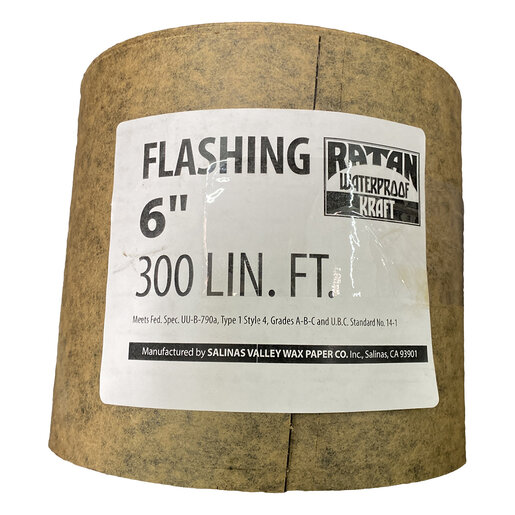 FLASHING
RATAN
WATERPROOF
KRAFT
6"
300 LIN. FT.
Meets Fed. Spec. UU-B-790a, Type 1 Style 4, Grades A-B-C and U.B.C. Standard No. 14-1
Manufactured by SALINAS VALLEY WAX PAPER CO. Inc., Salinas, CA 93901